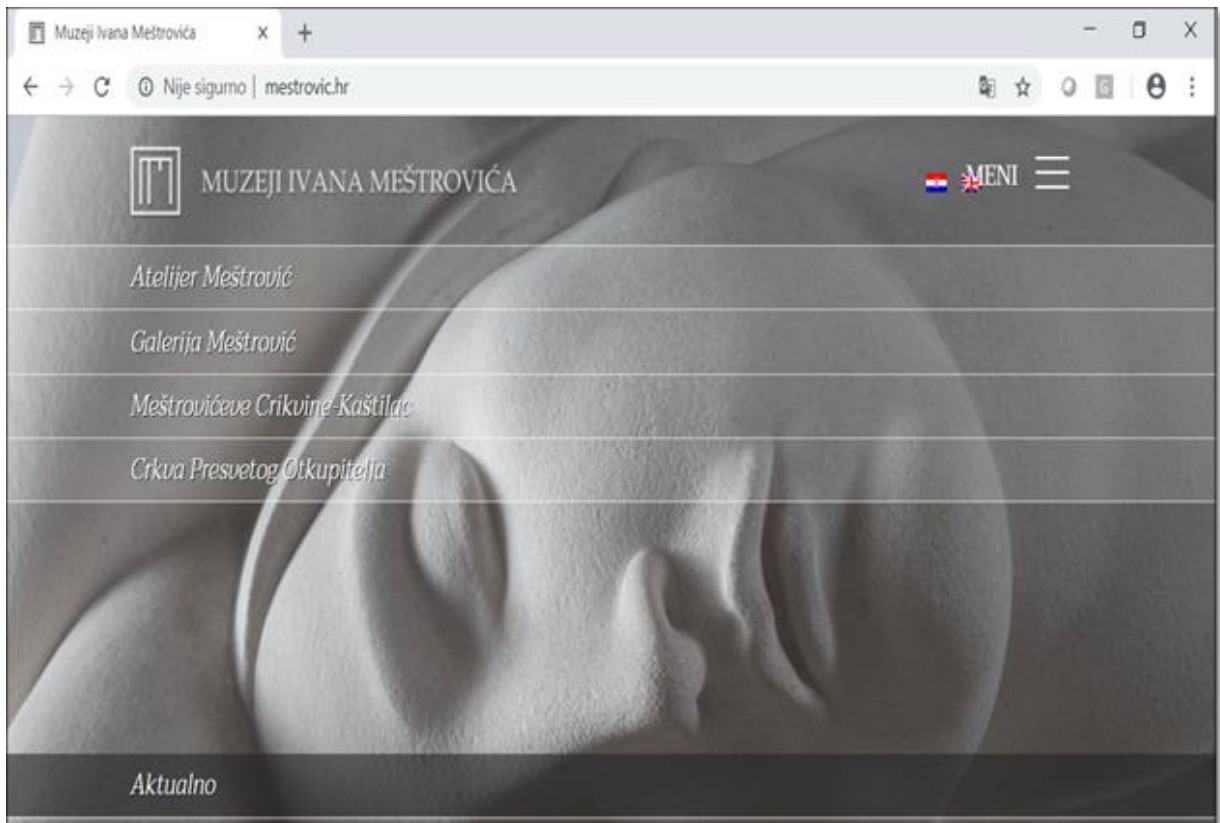 Muzeji Ivana Meštrovića
Nije sigurno | mestrovic.hr
MUZEJI IVANA MEŠTROVIĆA
MENI
Atelijer Meštrović
Galerija Meštrović
Meštrovićeve Crikvine-Kaštilac
Crkva Presvetog Otkupitelja
Aktualno